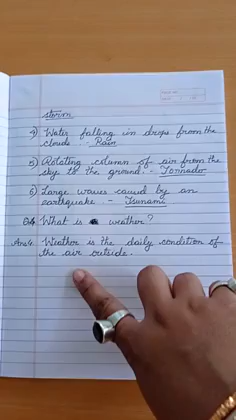 storm
4) Water falling in drops from the
clouds. - Rain
5) Rotating column of air from the
sky to the ground. - Tornado
6) Large waves caused by an
earthquake. - Tsunami
Q4. What is weather?
Ans4. Weather is the daily condition of
the air outside.